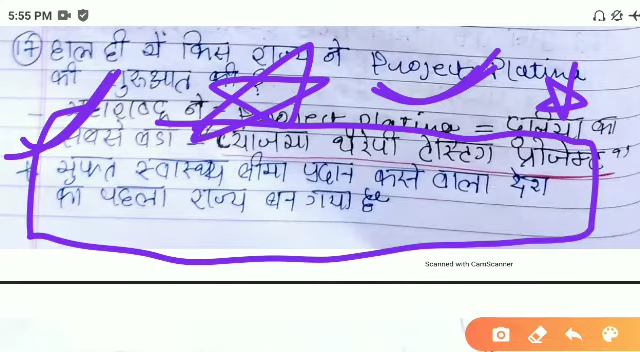 5:55 PM
(17) हाल ही में किस राज्य ने Project Platina
की शुरुआत की ?
- महाराष्ट्र ने - Project Platina = दुनिया का
सबसे बडा - प्लाजमा थेरेपी टेस्टिंग प्रोजेक्ट
+ मुफ्त स्वास्थ्य बीमा प्रदान करने वाला देश
का पहला राज्य बन गया है
Scanned with CamScanner